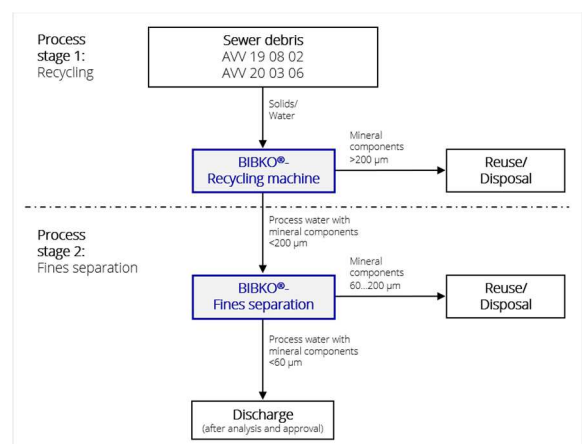 Process
stage 1:
Recycling
Sewer debris
AVV 19 08 02
AVV 20 03 06
Solids/
Water
BIBKO®-
Recycling machine
Mineral
components
>200 µm
Reuse/
Disposal
Process water with
mineral components
<200 µm
Process
stage 2:
Fines separation
BIBKO®-
Fines separation
Mineral
components
60...200 µm
Reuse/
Disposal
Process water with
mineral components
<60 µm
Discharge
(after analysis and approval)